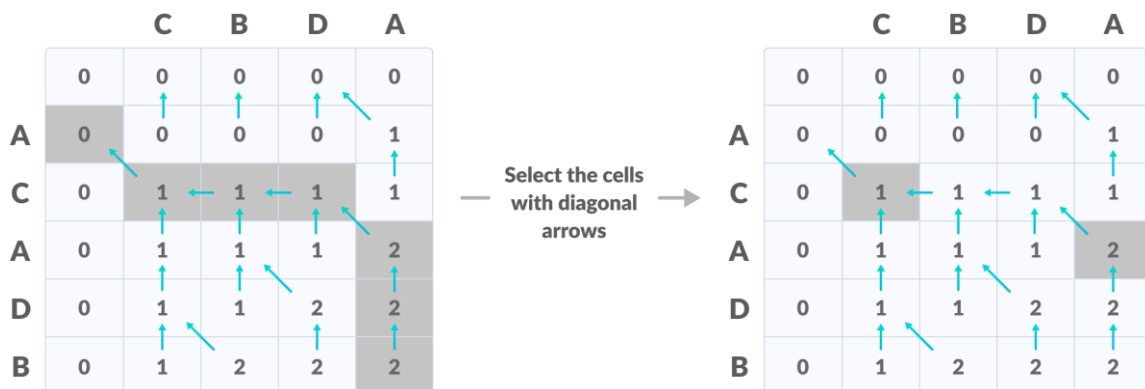 C B D A C B D A
0 0 0 0 0 0 0 0 0 0
A 0 0 0 0 1 A 0 0 0 0 1
C 0 1 1 1 1 Select the cells C 0 1 1 1 1
with diagonal
A 0 1 1 1 2 arrows A 0 1 1 1 2
D 0 1 1 2 2 D 0 1 1 2 2
B 0 1 2 2 2 B 0 1 2 2 2